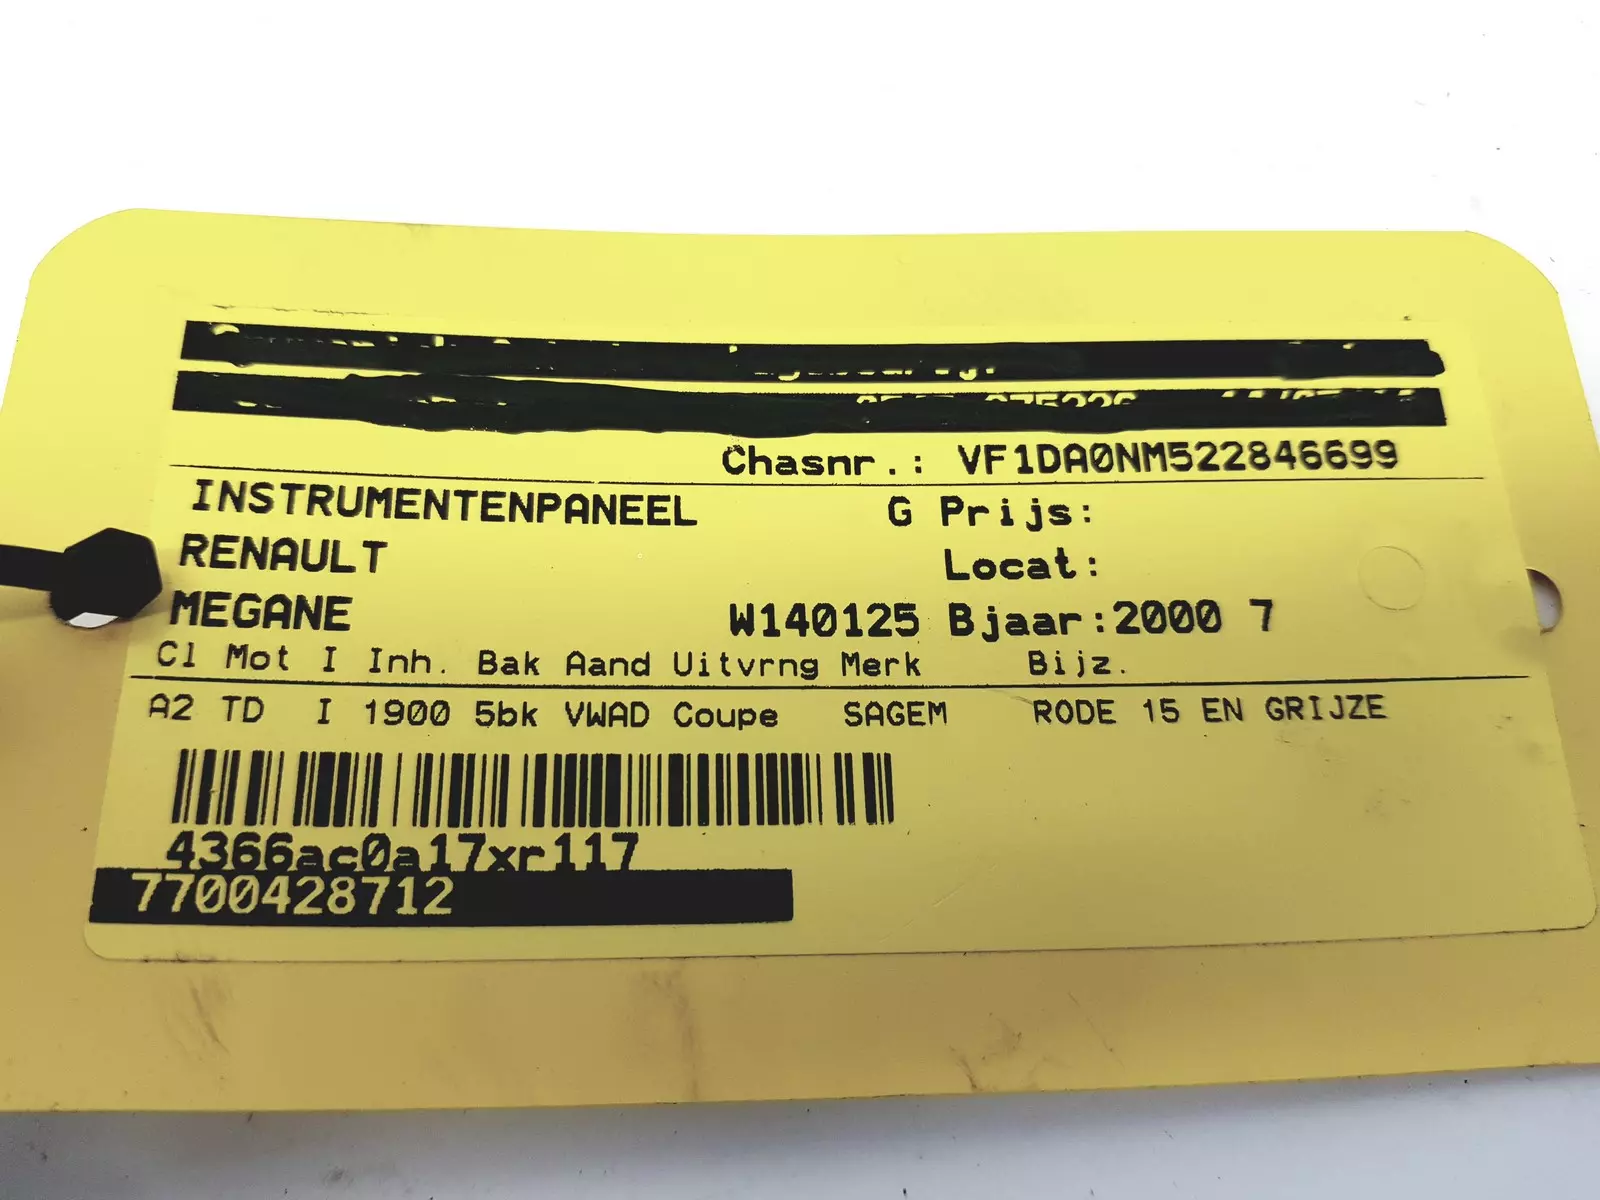 Chasnr.: VF1DA0NM522846699
INSTRUMENTENPANEEL G Prijs:
RENAULT Locat:
MEGANE W140125 Bjaar:2000 7
Cl Mot I Inh. Bak Aand Uitvrng Merk Bijz.
A2 TD I 1900 5bk VWAD Coupe SAGEM RODE 15 EN GRIJZE
4366ac0a17xr117
7700428712